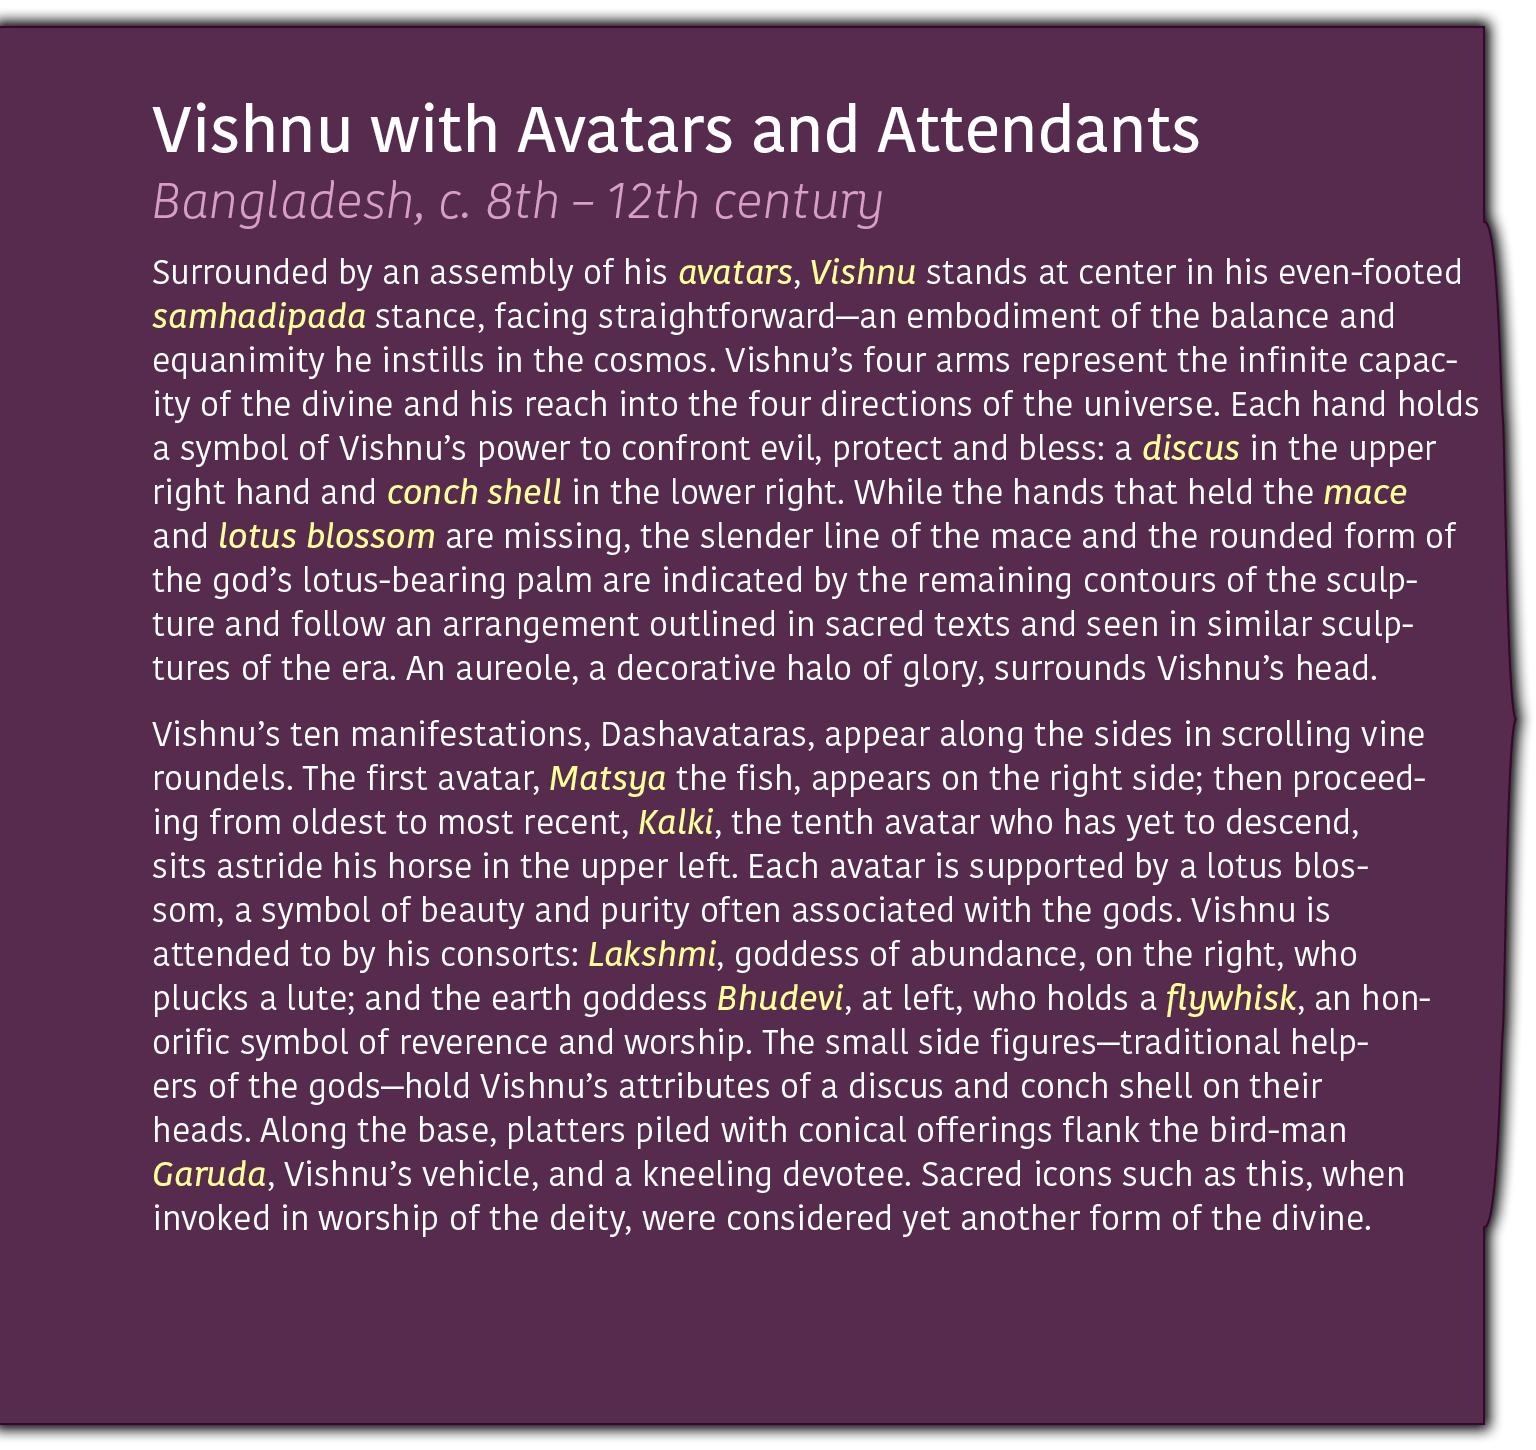 Vishnu with Avatars and Attendants
Bangladesh, c. 8th – 12th century
Surrounded by an assembly of his avatars, Vishnu stands at center in his even-footed
samhadipada stance, facing straightforward—an embodiment of the balance and
equanimity he instills in the cosmos. Vishnu’s four arms represent the infinite capac-
ity of the divine and his reach into the four directions of the universe. Each hand holds
a symbol of Vishnu’s power to confront evil, protect and bless: a discus in the upper
right hand and conch shell in the lower right. While the hands that held the mace
and lotus blossom are missing, the slender line of the mace and the rounded form of
the god’s lotus-bearing palm are indicated by the remaining contours of the sculp-
ture and follow an arrangement outlined in sacred texts and seen in similar sculp-
tures of the era. An aureole, a decorative halo of glory, surrounds Vishnu’s head.
Vishnu’s ten manifestations, Dashavataras, appear along the sides in scrolling vine
roundels. The first avatar, Matsya the fish, appears on the right side; then proceed-
ing from oldest to most recent, Kalki, the tenth avatar who has yet to descend,
sits astride his horse in the upper left. Each avatar is supported by a lotus blos-
som, a symbol of beauty and purity often associated with the gods. Vishnu is
attended to by his consorts: Lakshmi, goddess of abundance, on the right, who
plucks a lute; and the earth goddess Bhudevi, at left, who holds a flywhisk, an hon-
orific symbol of reverence and worship. The small side figures—traditional help-
ers of the gods—hold Vishnu’s attributes of a discus and conch shell on their
heads. Along the base, platters piled with conical offerings flank the bird-man
Garuda, Vishnu’s vehicle, and a kneeling devotee. Sacred icons such as this, when
invoked in worship of the deity, were considered yet another form of the divine.